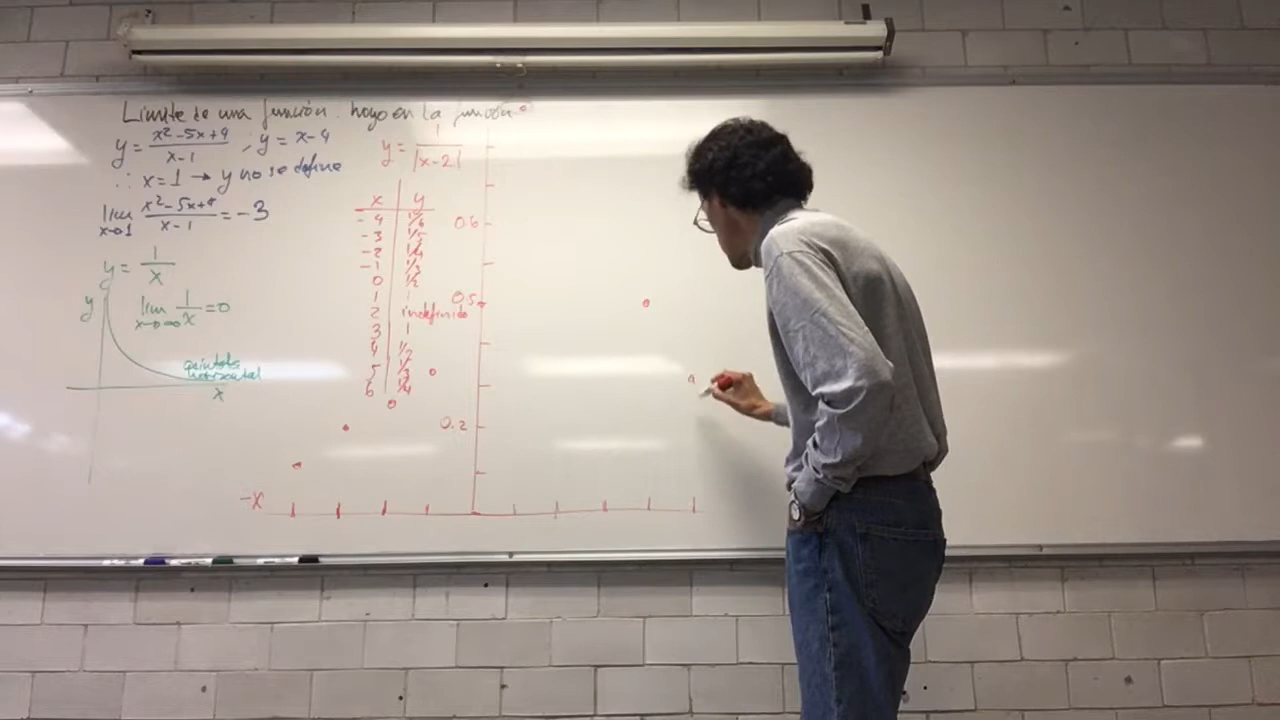 Límite de una función. hoyo en la función
y = x²-5x+4 / x-1 ; y = x-4
∴ x=1 → y no se define
lim x→1 x²-5x+4 / x-1 = -3
y = 1/x
y
lim x→∞ 1/x = 0
horizontal
x
y = 1/|x-2|
x y
-4 1/6
-3 1/5
-2 1/4
-1 1/3
0 1/2
1 1
2 indefinido
3 1
4 1/2
5 1/3
6 1/4
0.6
0.5
0.2
-x